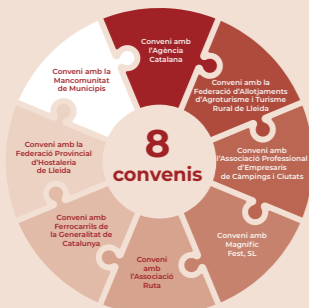 Conveni amb
l'Agència
Catalana
Conveni amb la
Federació d'Allotjaments
d'Agroturisme i Turisme
Rural de Lleida
Conveni amb
l'Associació Professional
d'Empresaris
de Càmpings i Ciutats
Conveni amb
Magnific
Fest, SL
Conveni
amb
l'Associació
Ruta
Conveni amb
Ferrocarrils de
la Generalitat de
Catalunya
Conveni amb la
Federació Provincial
d'Hostaleria
de Lleida
Conveni amb la
Mancomunitat
de Municipis
8
convenis